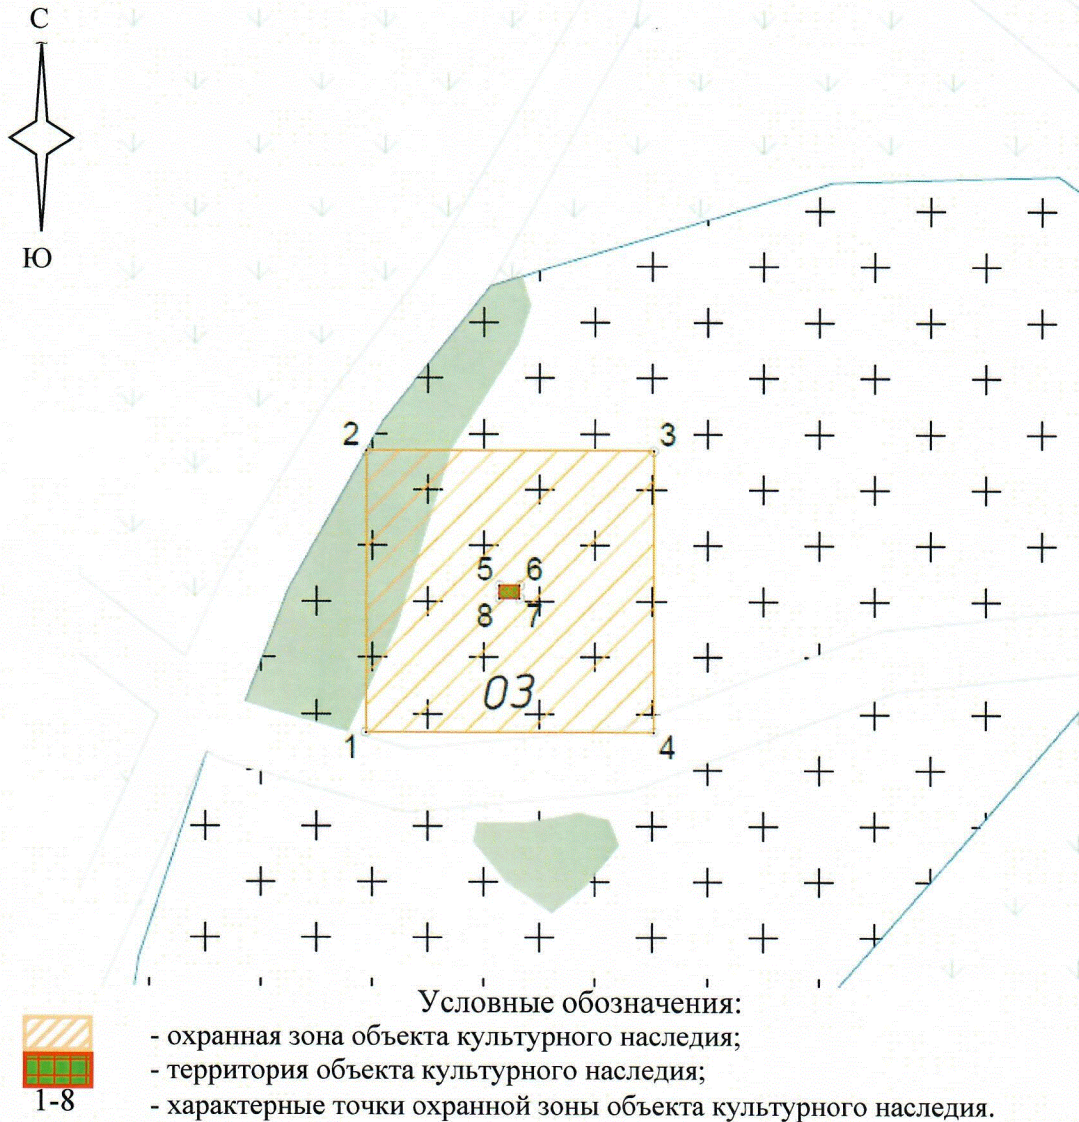 С
Ю
2
3
5 6
8 7
ОЗ
1
4
Условные обозначения:
- охранная зона объекта культурного наследия;
- территория объекта культурного наследия;
1-8 - характерные точки охранной зоны объекта культурного наследия.